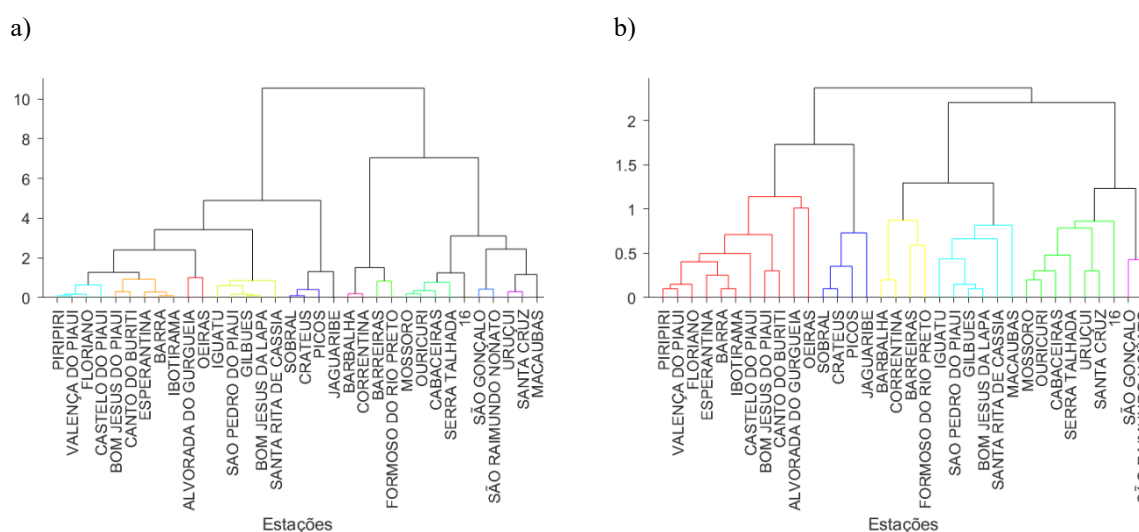 a)
b)
10
8
6
4
2
0
PIRIPIRI
VALENÇA DO PIAUI
FLORIANO
CASTELO DO PIAUI
BOM JESUS DO PIAUI
CANTO DO BURITI
ESPERANTINA
BARRA
IBOTIRAMA
ALVORADA DO GURGUEIA
OEIRAS
IGUATU
SAO PEDRO DO PIAUI
GILBUES
BOM JESUS DA LAPA
SANTA RITA DE CASSIA
SOBRAL
CRATEUS
PICOS
JAGUARIBE
BARBALHA
CORRENTINA
BARREIRAS
FORMOSO DO RIO PRETO
MOSSORO
OURICURI
CABACEIRAS
SERRA TALHADA
16
SÃO GONÇALO
SÃO RAIMUNDO NONATO
URUÇUI
SANTA CRUZ
MACAUBAS
Estações
2
1.5
1
0.5
0
PIRIPIRI
VALENÇA DO PIAUI
FLORIANO
ESPERANTINA
BARRA
IBOTIRAMA
CASTELO DO PIAUI
BOM JESUS DO PIAUI
CANTO DO BURITI
ALVORADA DO GURGUEIA
OEIRAS
SOBRAL
CRATEUS
PICOS
JAGUARIBE
BARBALHA
CORRENTINA
BARREIRAS
FORMOSO DO RIO PRETO
IGUATU
SAO PEDRO DO PIAUI
GILBUES
BOM JESUS DA LAPA
SANTA RITA DE CASSIA
MACAUBAS
MOSSORO
OURICURI
CABACEIRAS
SERRA TALHADA
URUÇUI
SANTA CRUZ
16
SÃO GONÇALO
Estações